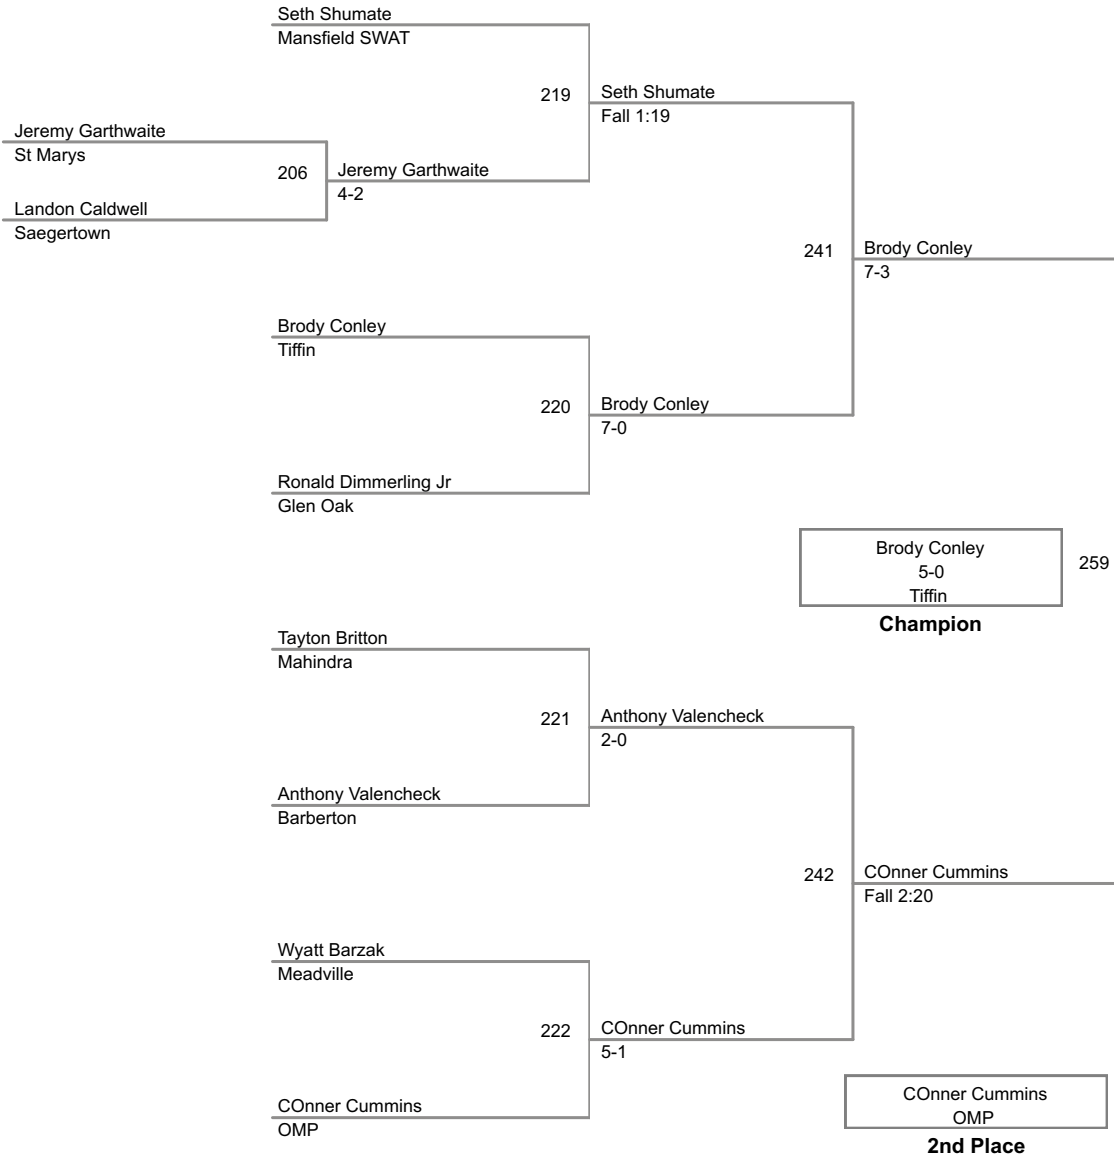 Seth Shumate
Mansfield SWAT
219
Seth Shumate
Fall 1:19
Jeremy Garthwaite
St Marys
206
Jeremy Garthwaite
4-2
Landon Caldwell
Saegertown
241
Brody Conley
7-3
Brody Conley
Tiffin
220
Brody Conley
7-0
Ronald Dimmerling Jr
Glen Oak
Brody Conley
5-0
Tiffin
259
Champion
Tayton Britton
Mahindra
221
Anthony Valencheck
2-0
Anthony Valencheck
Barberton
242
COnner Cummins
Fall 2:20
Wyatt Barzak
Meadville
222
COnner Cummins
5-1
COnner Cummins
OMP
COnner Cummins
OMP
2nd Place